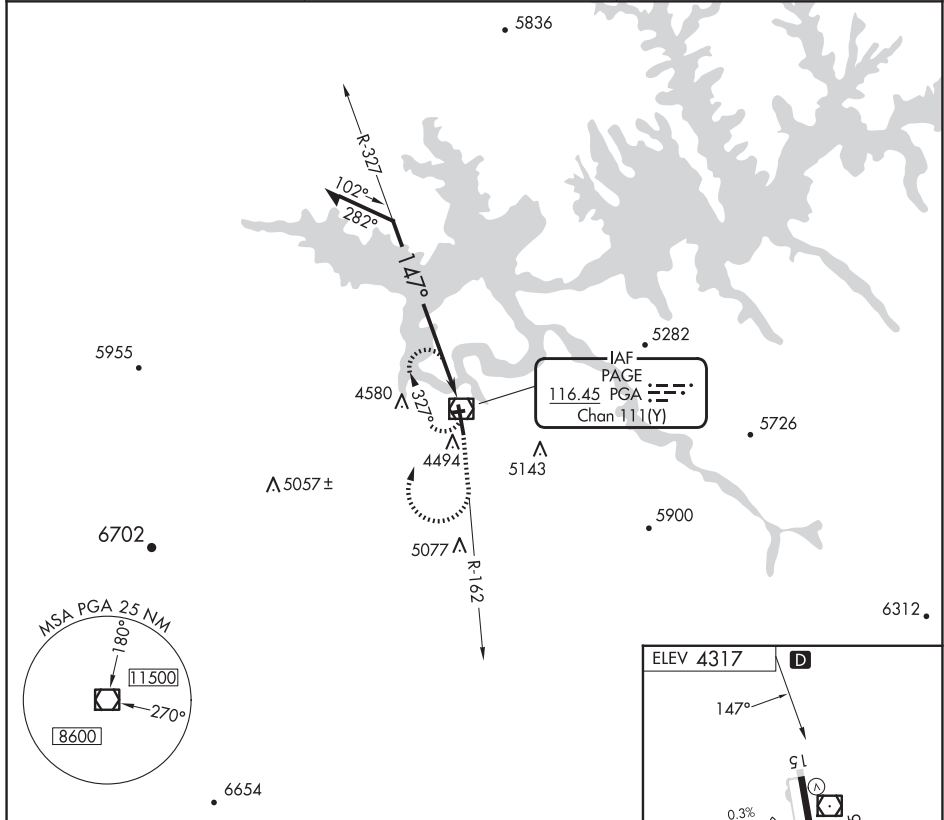 5836
R-327
102°
282°
147°
5282
IAF
PAGE
116.45 PGA
Chan 111(Y)
5955
4580
327°
5726
4494
5143
5057±
5900
6702
5077
R-162
MSA PGA 25 NM
180°
11500
270°
8600
6312
6654
ELEV 4317 D
147°
15
V
0.3%